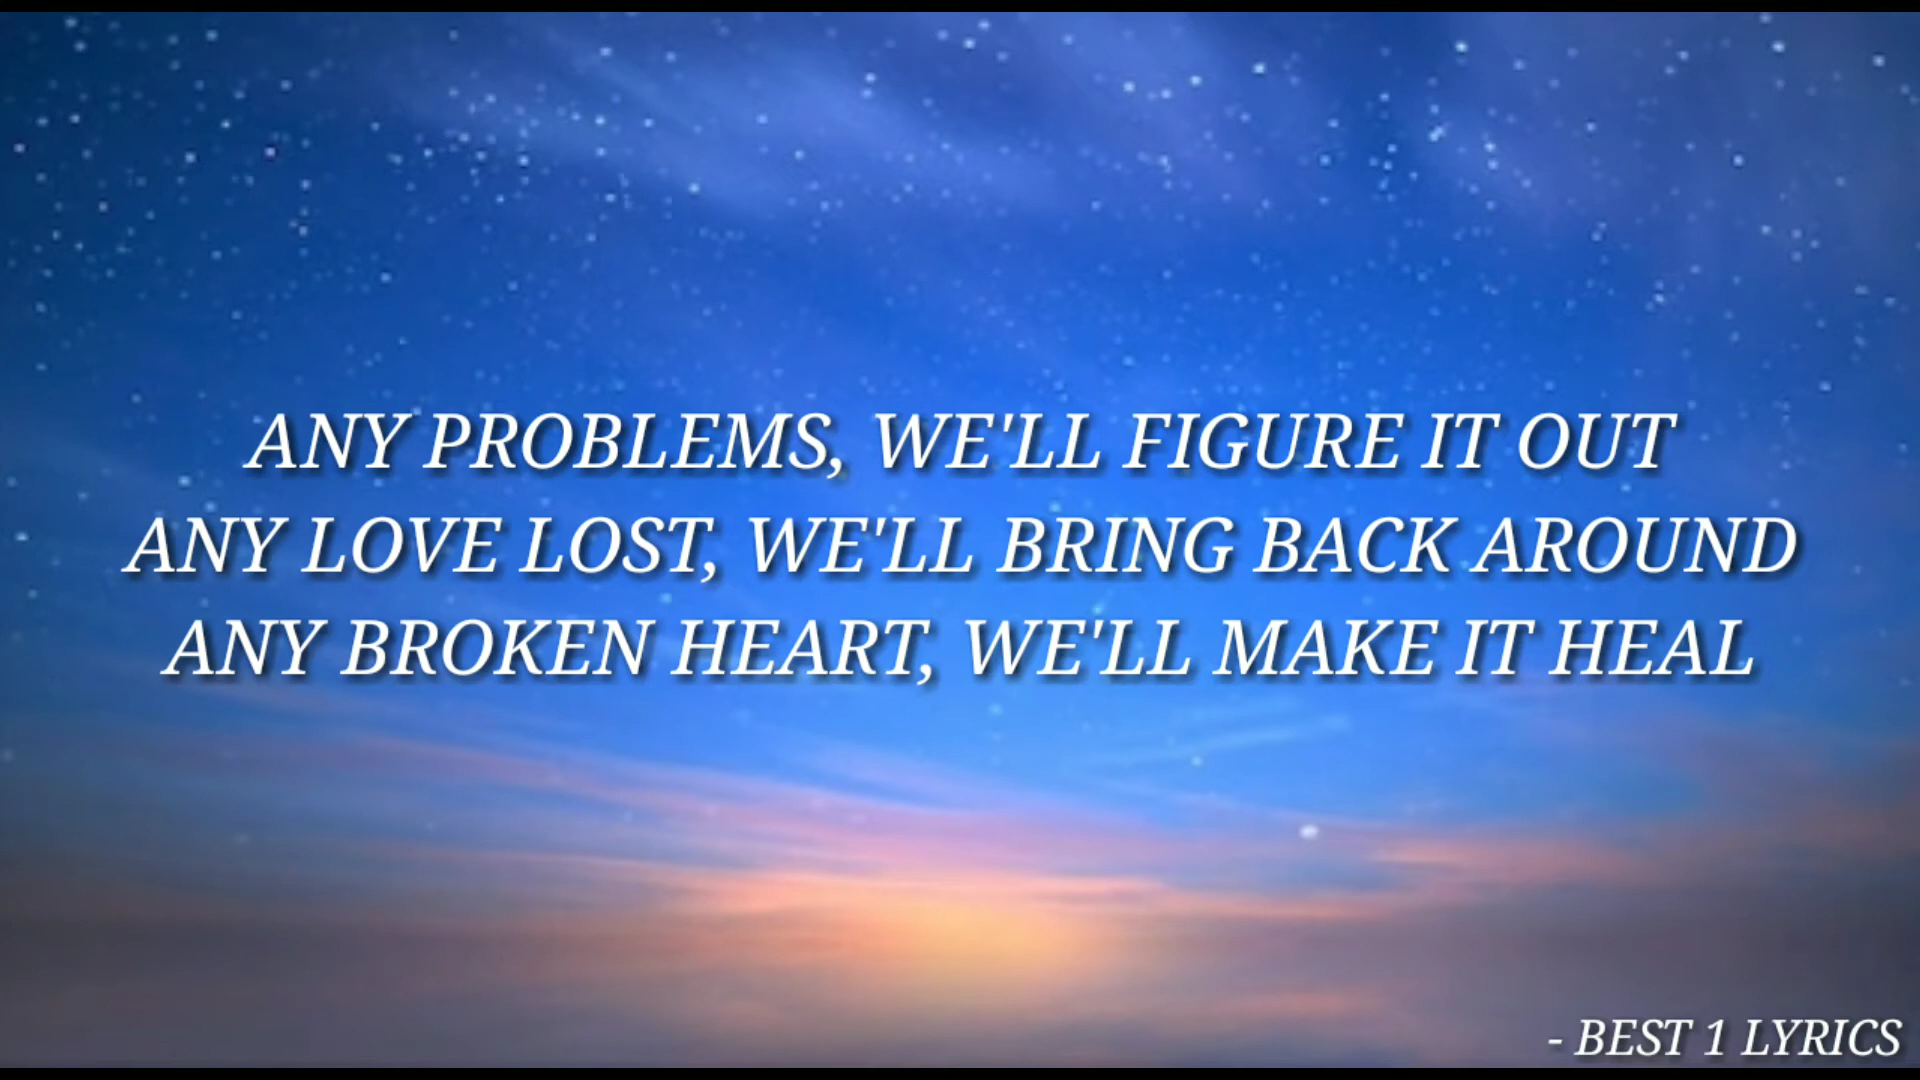 ANY PROBLEMS, WE'LL FIGURE IT OUT
ANY LOVE LOST, WE'LL BRING BACK AROUND
ANY BROKEN HEART, WE'LL MAKE IT HEAL
- BEST 1 LYRICS